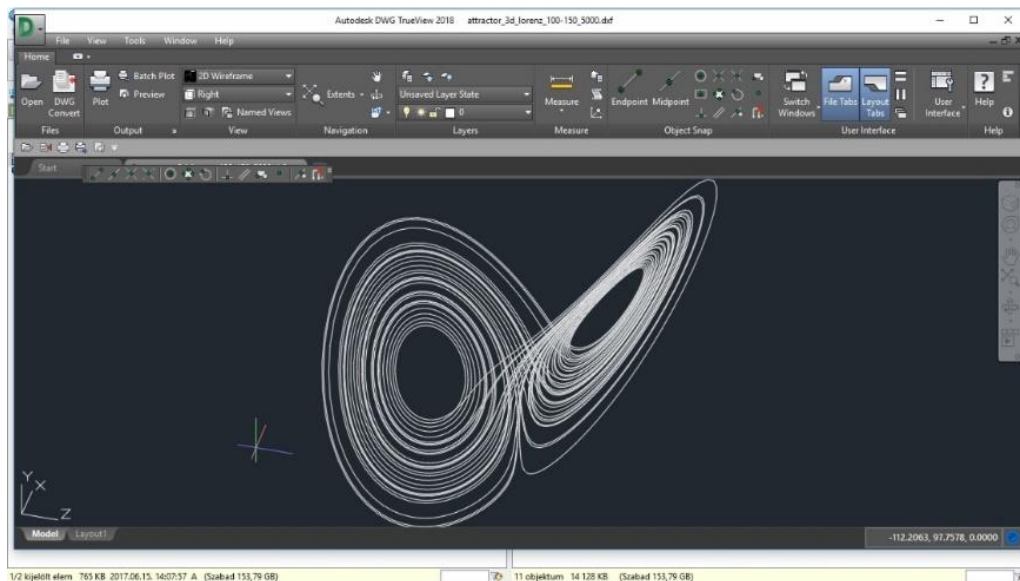 Autodesk DWG TrueView 2018 attractor_3d_lorenz_100-150_5000.dxf
File View Tools Window Help
Home
Open
DWG Convert
Files
Plot
Batch Plot
Preview
Output
2D Wireframe
Right
Named Views
View
Extents
Navigation
Unsaved Layer State
0
Layers
Measure
Measure
Endpoint
Midpoint
Object Snap
Switch Windows
File Tabs
Layout Tabs
User Interface
User Interface
Help
Help
Start
Y
X
Z
Model Layout1
-112.2063, 97.7578, 0.0000
1/2 kijelölt elem 765 KB 2017.06.15. 14:07:57 A (Szabad 153,79 GB)
11 objektum 14 128 KB (Szabad 153,79 GB)